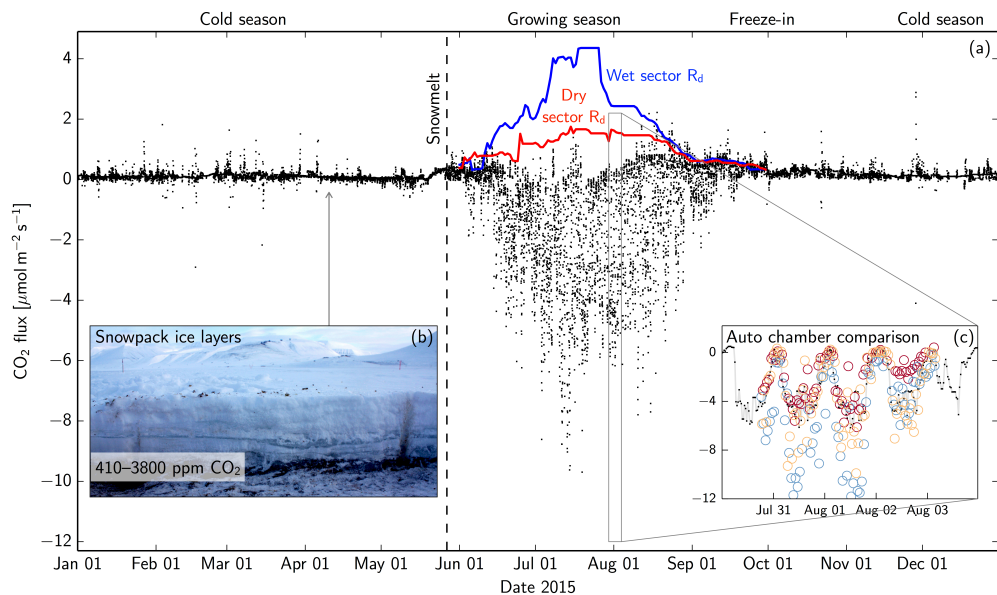 Cold season
Growing season
Freeze-in
Cold season
(a)
4
2
0
−2
−4
−6
−8
−10
−12
CO₂ flux [μmol m⁻² s⁻¹]
Snowmelt
Wet sector R_d
Dry
sector R_d
Snowpack ice layers
(b)
410–3800 ppm CO₂
Auto chamber comparison
(c)
0
−4
−8
−12
Jul 31
Aug 01
Aug 02
Aug 03
Jan 01
Feb 01
Mar 01
Apr 01
May 01
Jun 01
Jul 01
Aug 01
Sep 01
Oct 01
Nov 01
Dec 01
Date 2015